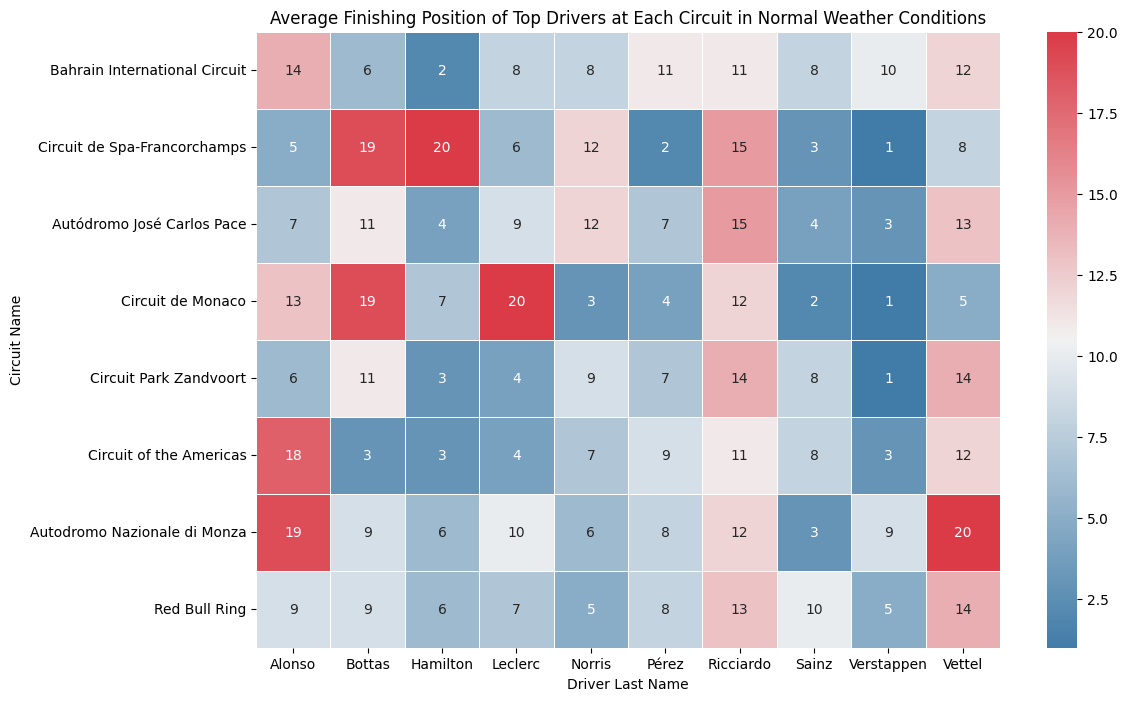 Average Finishing Position of Top Drivers at Each Circuit in Normal Weather Conditions
Circuit Name
Bahrain International Circuit 14 6 2 8 8 11 11 8 10 12
Circuit de Spa-Francorchamps 5 19 20 6 12 2 15 3 1 8
Autódromo José Carlos Pace 7 11 4 9 12 7 15 4 3 13
Circuit de Monaco 13 19 7 20 3 4 12 2 1 5
Circuit Park Zandvoort 6 11 3 4 9 7 14 8 1 14
Circuit of the Americas 18 3 3 4 7 9 11 8 3 12
Autodromo Nazionale di Monza 19 9 6 10 6 8 12 3 9 20
Red Bull Ring 9 9 6 7 5 8 13 10 5 14
Alonso Bottas Hamilton Leclerc Norris Pérez Ricciardo Sainz Verstappen Vettel
Driver Last Name
20.0
17.5
15.0
12.5
10.0
7.5
5.0
2.5